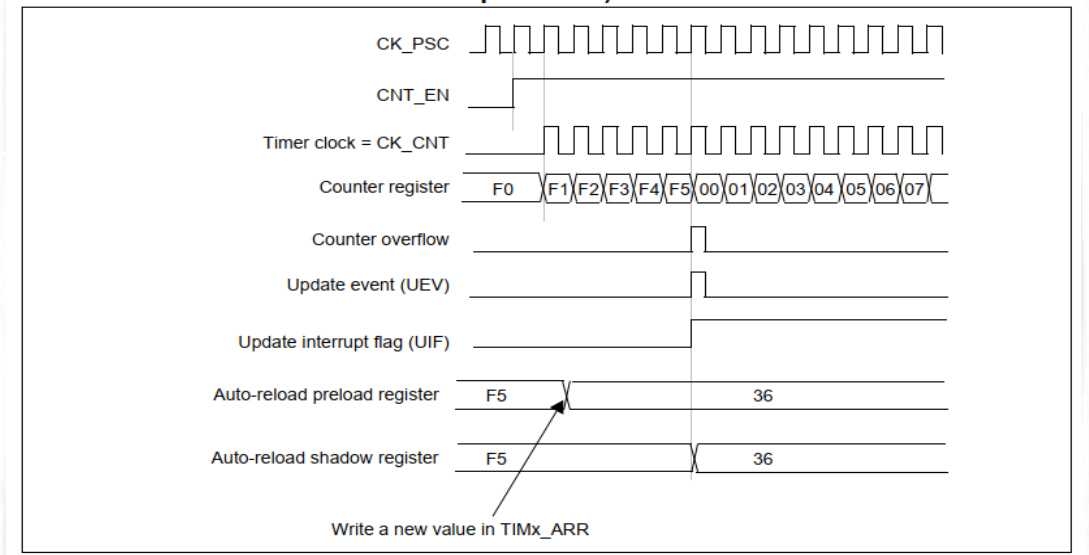 CK_PSC
CNT_EN
Timer clock = CK_CNT
Counter register F0 F1 F2 F3 F4 F5 00 01 02 03 04 05 06 07
Counter overflow
Update event (UEV)
Update interrupt flag (UIF)
Auto-reload preload register F5 36
Auto-reload shadow register F5 36
Write a new value in TIMx_ARR